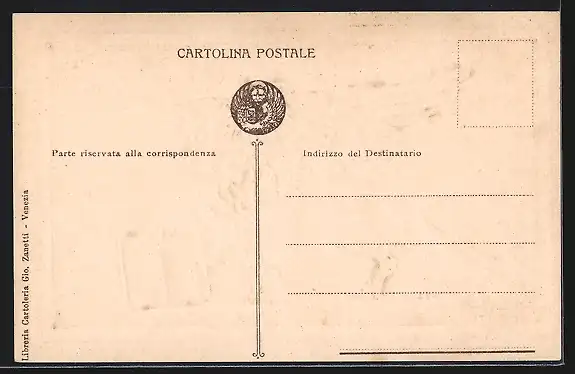 CARTOLINA POSTALE
Parte riservata alla corrispondenza
Indirizzo del Destinatario
Libreria Cartoleria Gio. Zanetti - Venezia